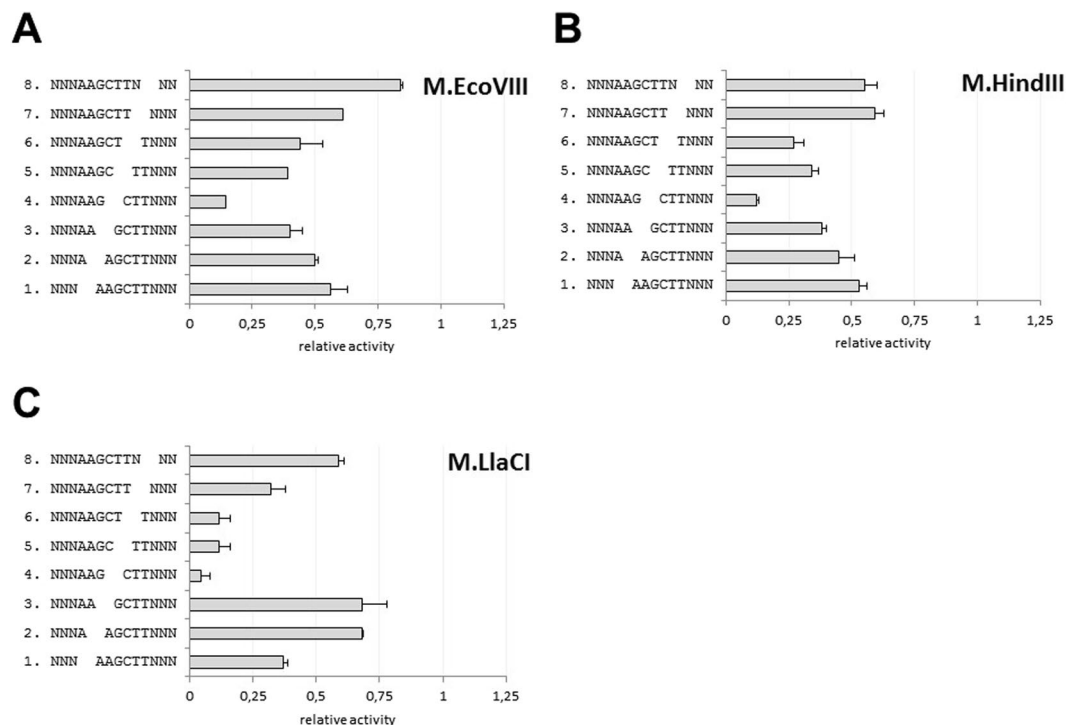 A
M.EcoVIII
8. NNNAAGCTTN NN
7. NNNAAGCTT NNN
6. NNNAAGCT TNNN
5. NNNAAGC TTNNN
4. NNNAAG CTTNNN
3. NNNAA GCTTNNN
2. NNNA AGCTTNNN
1. NNN AAGCTTNNN
0 0,25 0,5 0,75 1 1,25
relative activity
B
M.HindIII
8. NNNAAGCTTN NN
7. NNNAAGCTT NNN
6. NNNAAGCT TNNN
5. NNNAAGC TTNNN
4. NNNAAG CTTNNN
3. NNNAA GCTTNNN
2. NNNA AGCTTNNN
1. NNN AAGCTTNNN
0 0,25 0,5 0,75 1 1,25
relative activity
C
M.LlaCI
8. NNNAAGCTTN NN
7. NNNAAGCTT NNN
6. NNNAAGCT TNNN
5. NNNAAGC TTNNN
4. NNNAAG CTTNNN
3. NNNAA GCTTNNN
2. NNNA AGCTTNNN
1. NNN AAGCTTNNN
0 0,25 0,5 0,75 1 1,25
relative activity